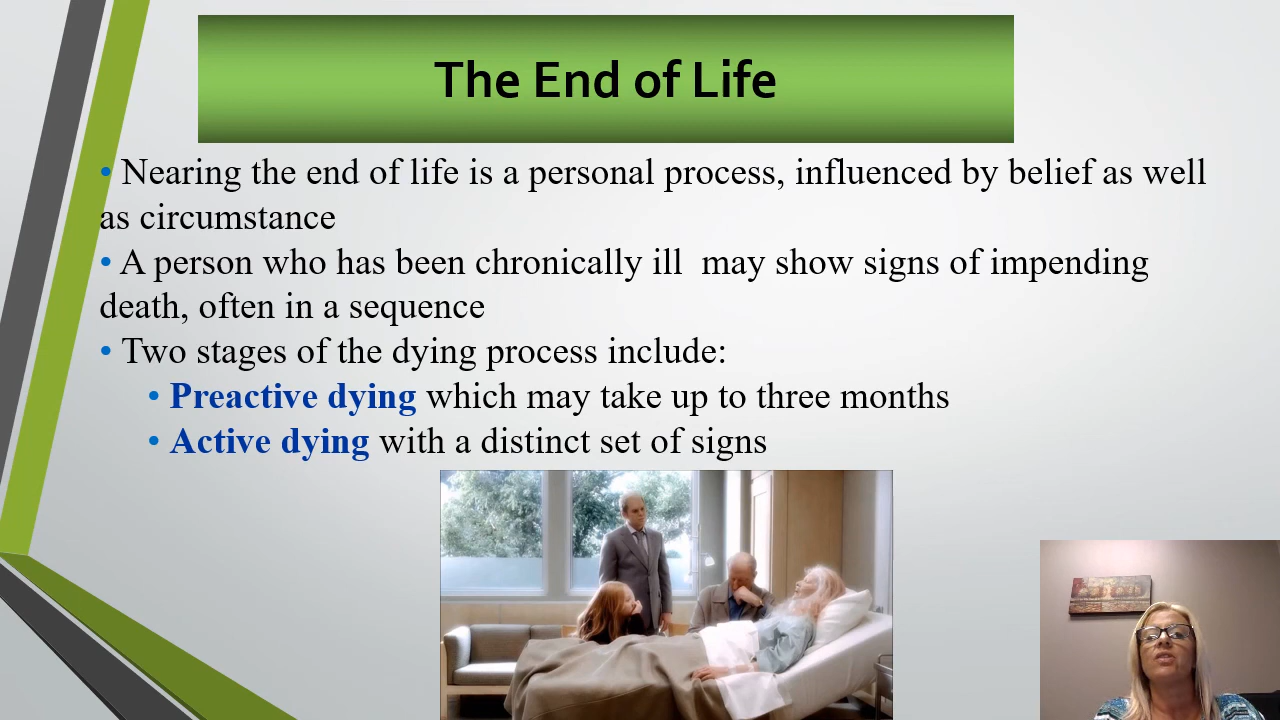 The End of Life
• Nearing the end of life is a personal process, influenced by belief as well
as circumstance
• A person who has been chronically ill  may show signs of impending
death, often in a sequence
• Two stages of the dying process include:
• Preactive dying which may take up to three months
• Active dying with a distinct set of signs